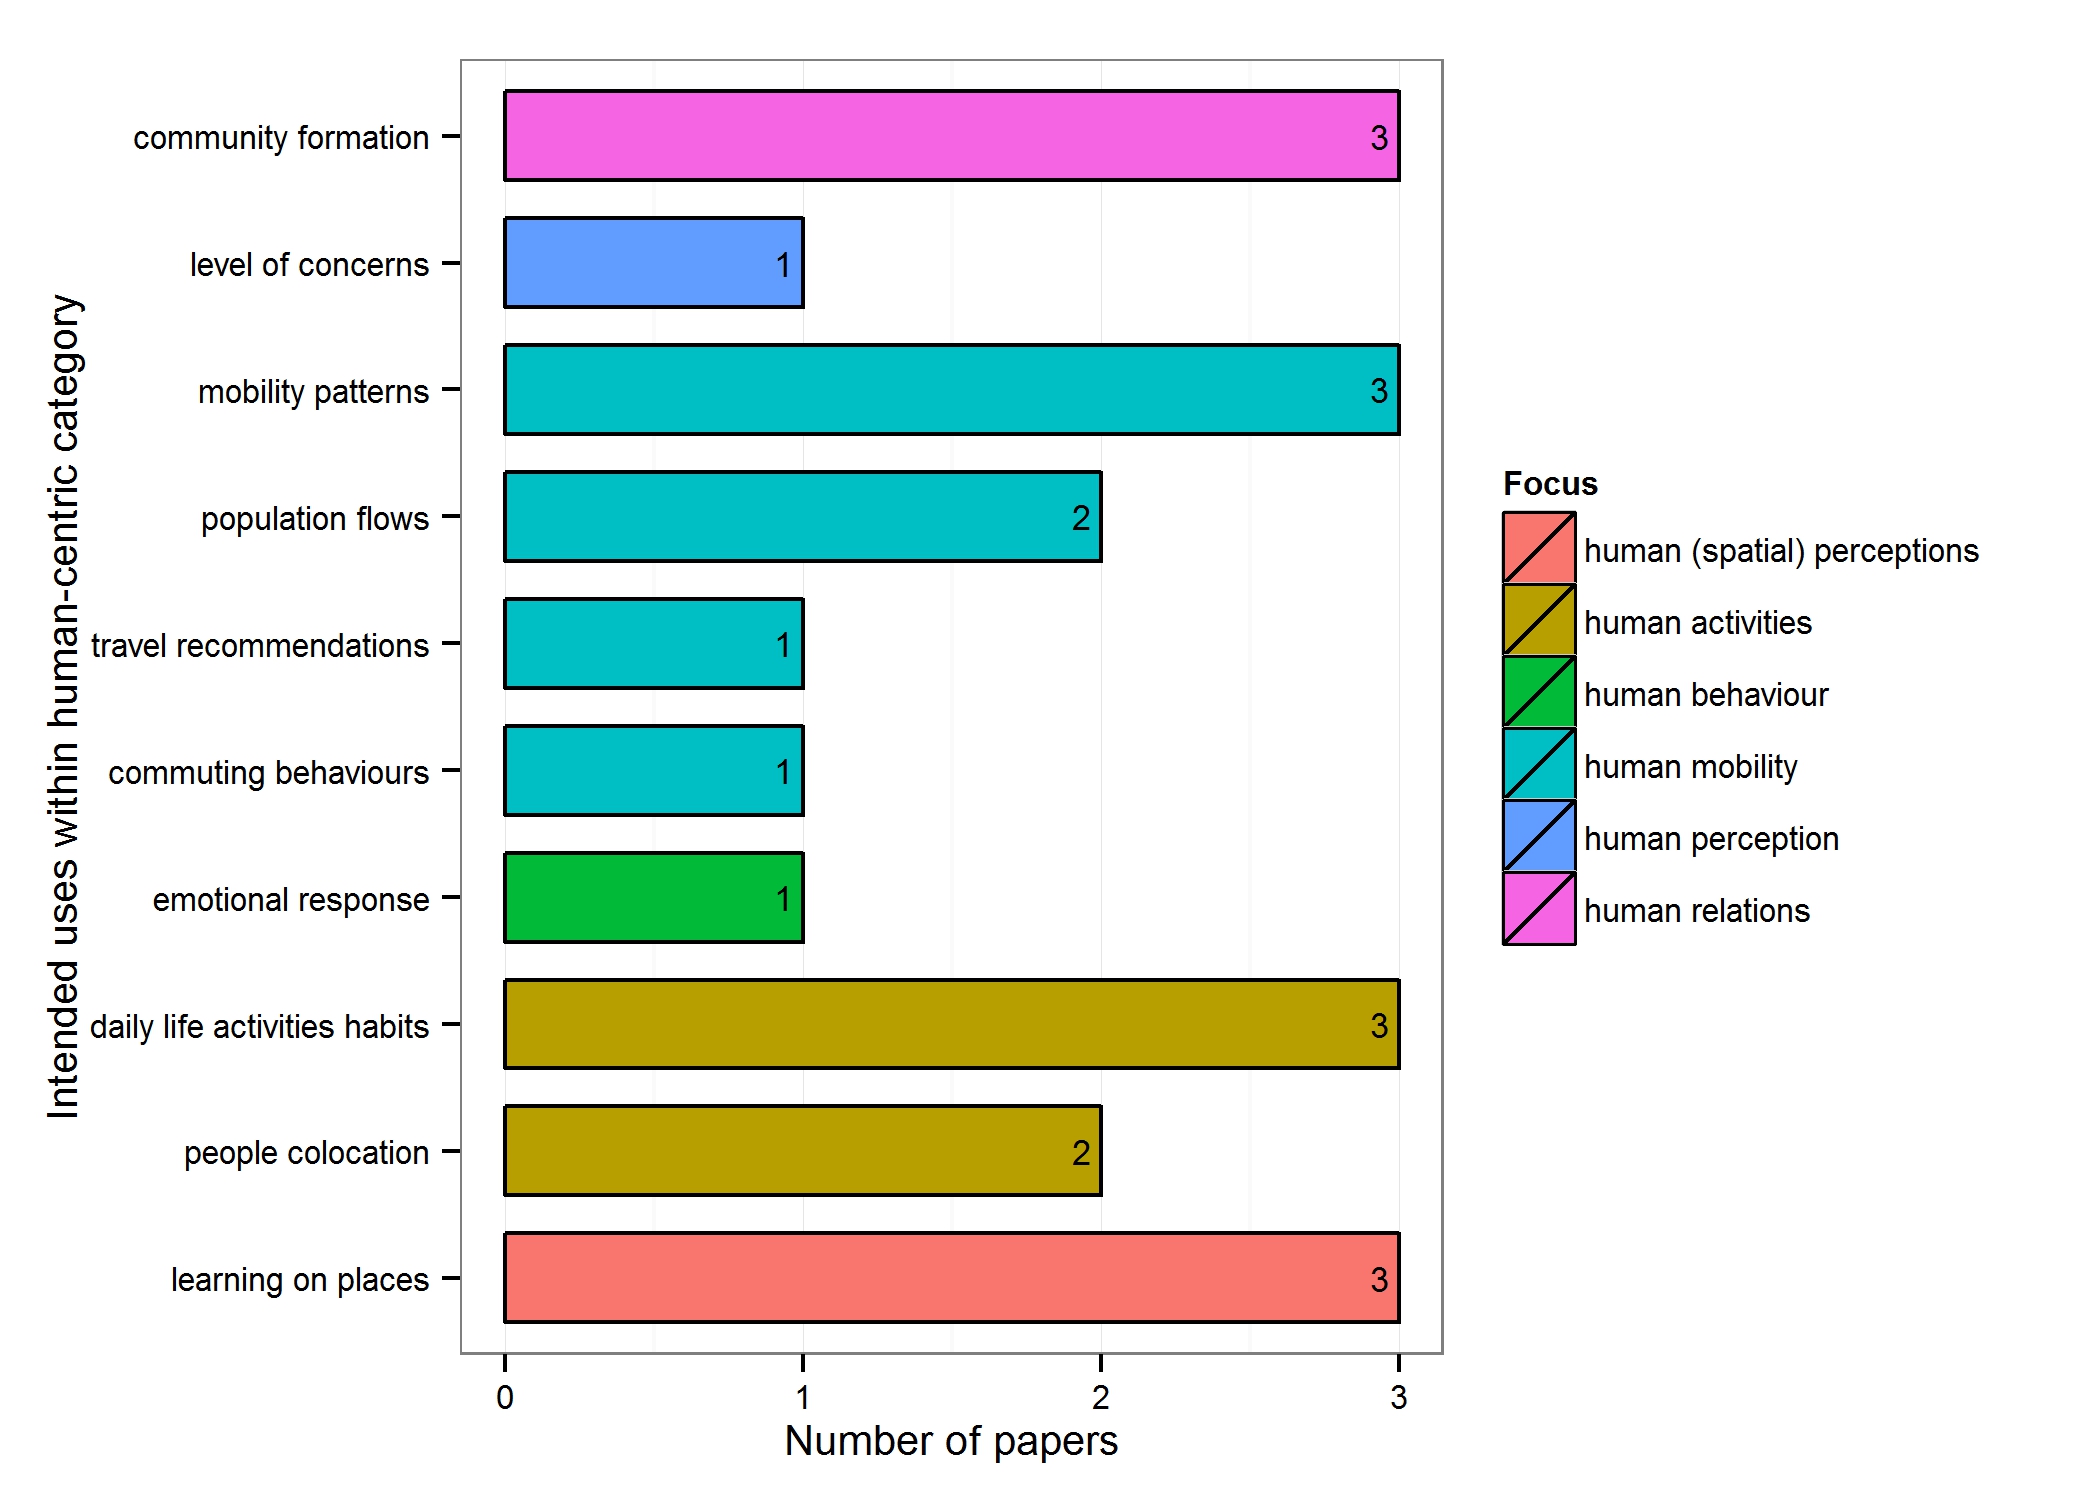 Intended uses within human-centric category
community formation
3
level of concerns
1
mobility patterns
3
population flows
2
travel recommendations
1
commuting behaviours
1
emotional response
1
daily life activities habits
3
people colocation
2
learning on places
3
0 1 2 3
Number of papers
Focus
human (spatial) perceptions
human activities
human behaviour
human mobility
human perception
human relations